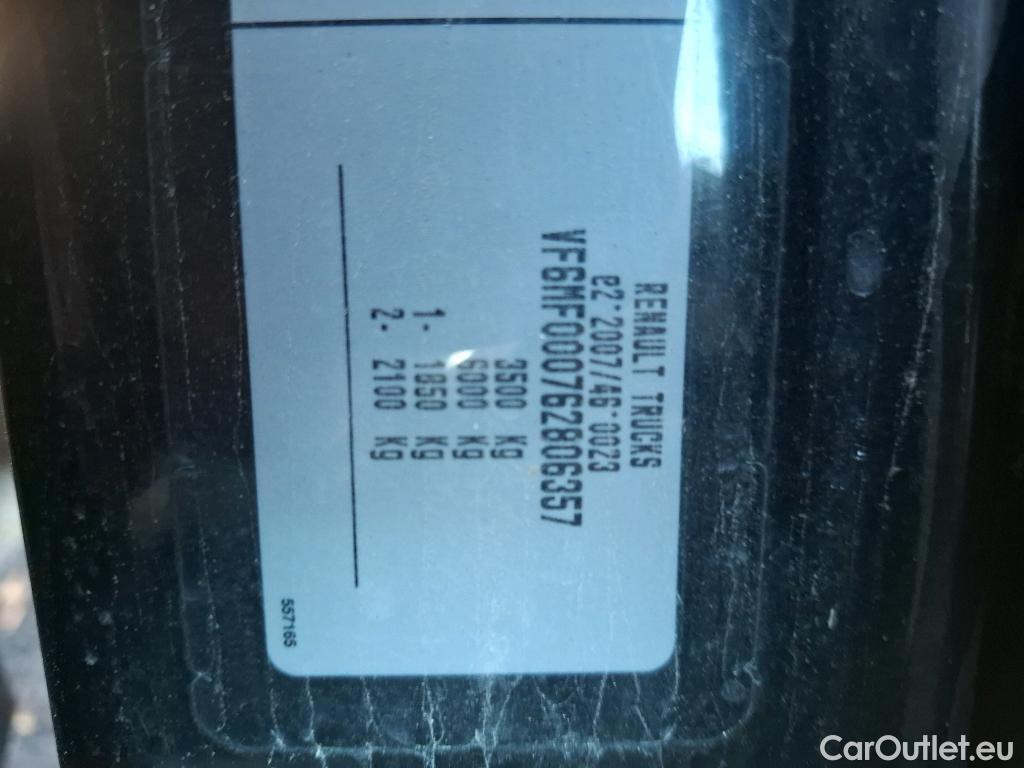 RENAULT TRUCKS
e2*2007/46*0023
VF6MF000762806357
3500 Kg
6000 Kg
1- 1850 Kg
2- 2100 Kg
557165
CarOutlet.eu